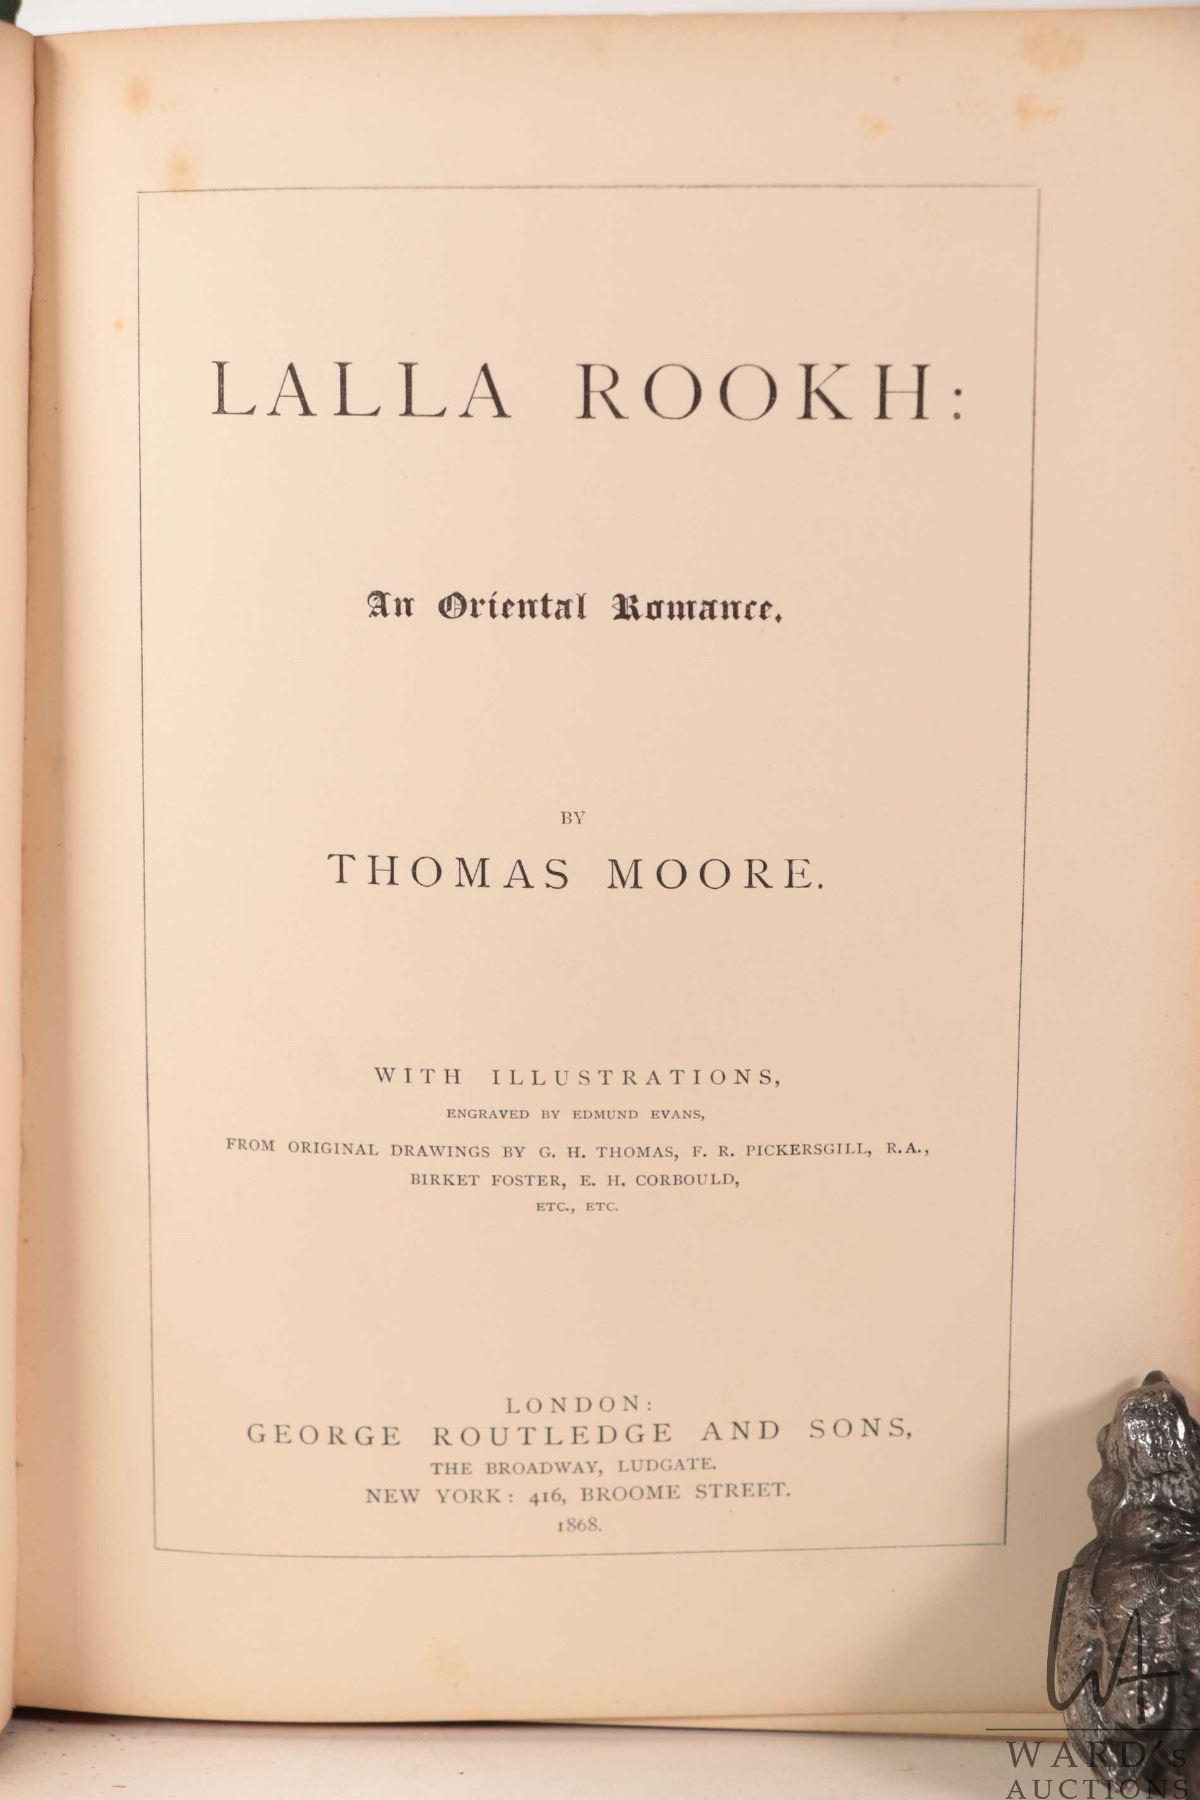 LALLA ROOKH:
An Oriental Romance.
BY
THOMAS MOORE.
WITH ILLUSTRATIONS,
ENGRAVED BY EDMUND EVANS,
FROM ORIGINAL DRAWINGS BY G. H. THOMAS, F. R. PICKERSGILL, R.A.,
BIRKET FOSTER, E. H. CORBOULD,
ETC., ETC.
LONDON:
GEORGE ROUTLEDGE AND SONS,
THE BROADWAY, LUDGATE.
NEW YORK: 416, BROOME STREET.
1868.
WA
WARD's
AUCTIONS